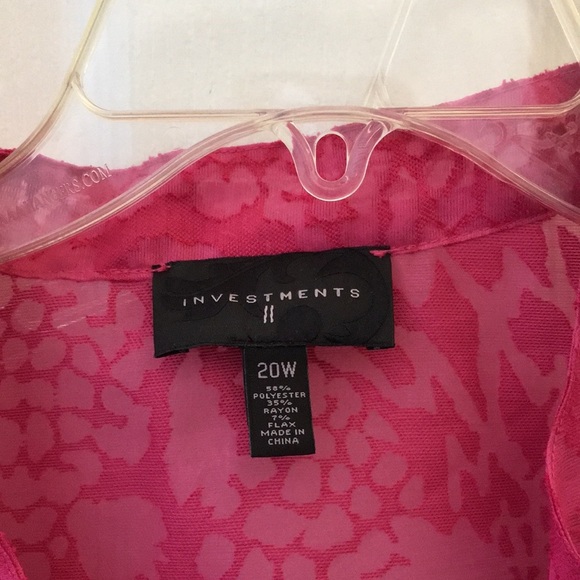 INVESTMENTS
II
20W
58%
POLYESTER
35%
RAYON
7%
FLAX
MADE IN
CHINA